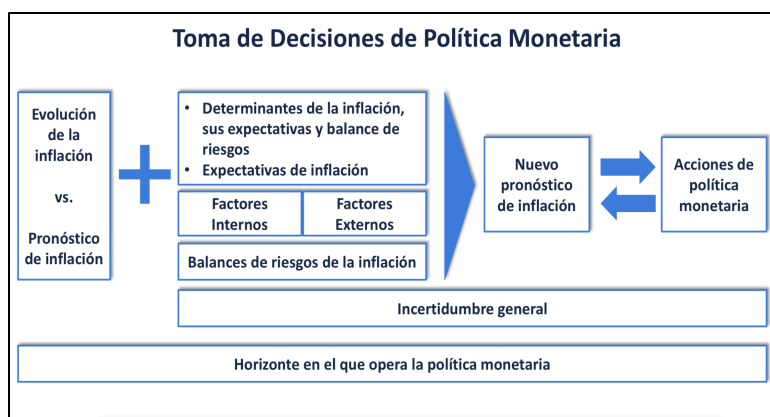 Toma de Decisiones de Política Monetaria
Evolución
de la
inflación
vs.
Pronóstico
de inflación
• Determinantes de la inflación,
sus expectativas y balance de
riesgos
• Expectativas de inflación
Factores
Internos
Factores
Externos
Balances de riesgos de la inflación
Nuevo
pronóstico
de inflación
Acciones de
política
monetaria
Incertidumbre general
Horizonte en el que opera la política monetaria